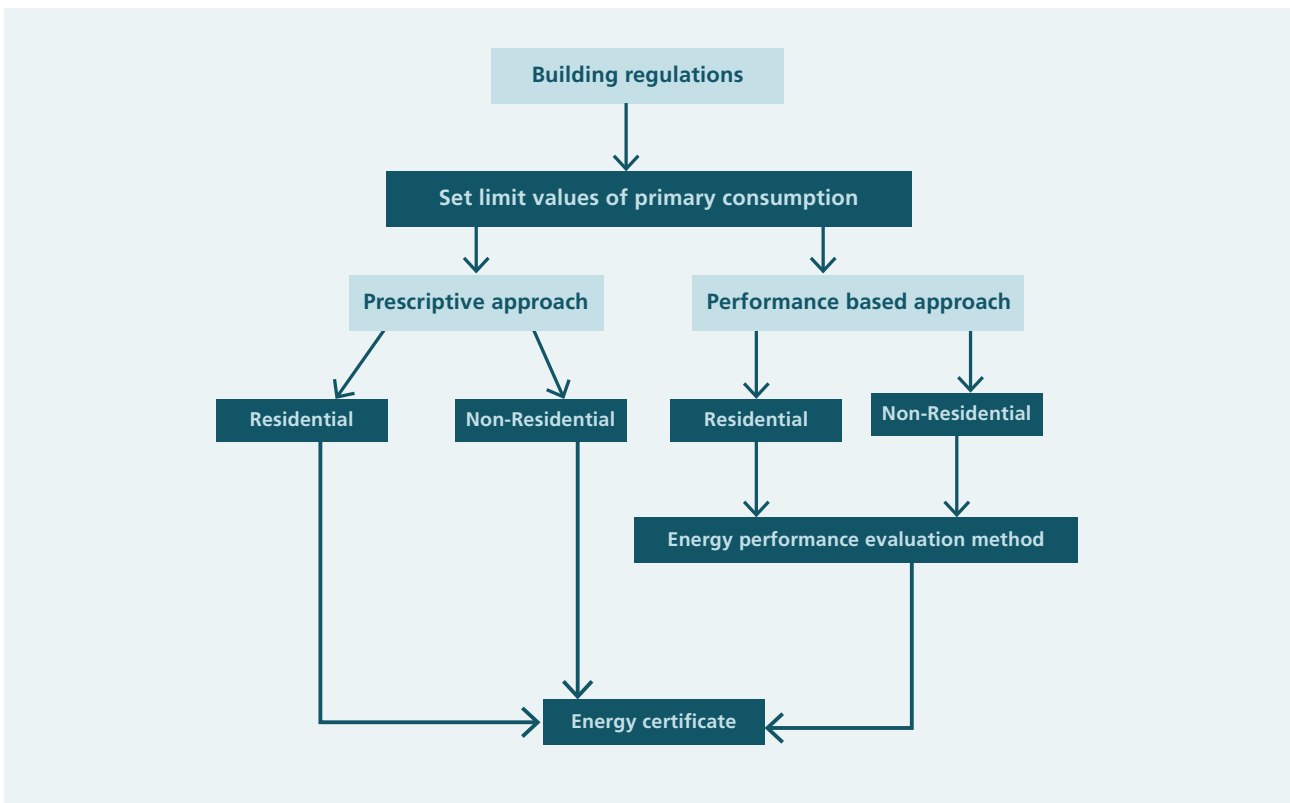 Building regulations
Set limit values of primary consumption
Prescriptive approach
Performance based approach
Residential
Non-Residential
Residential
Non-Residential
Energy performance evaluation method
Energy certificate